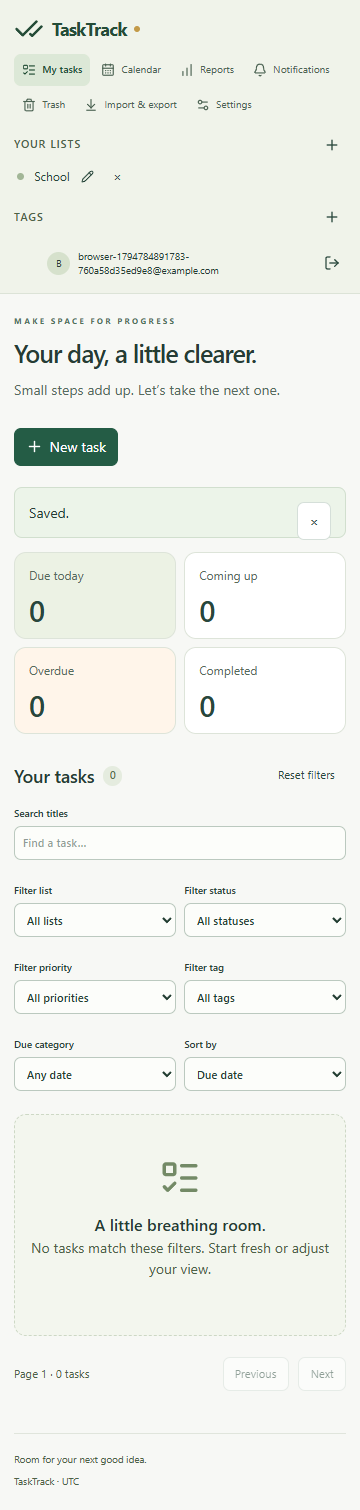 TaskTrack
My tasks
Calendar
Reports
Notifications
Trash
Import & export
Settings
YOUR LISTS
+
School
×
TAGS
+
B
browser-1794784891783-
760a58d35ed9e8@example.com
MAKE SPACE FOR PROGRESS
Your day, a little clearer.
Small steps add up. Let's take the next one.
+ New task
Saved.
×
Due today
0
Coming up
0
Overdue
0
Completed
0
Your tasks
0
Reset filters
Search titles
Find a task...
Filter list
All lists
Filter status
All statuses
Filter priority
All priorities
Filter tag
All tags
Due category
Any date
Sort by
Due date
A little breathing room.
No tasks match these filters. Start fresh or adjust
your view.
Page 1 · 0 tasks
Previous
Next
Room for your next good idea.
TaskTrack · UTC